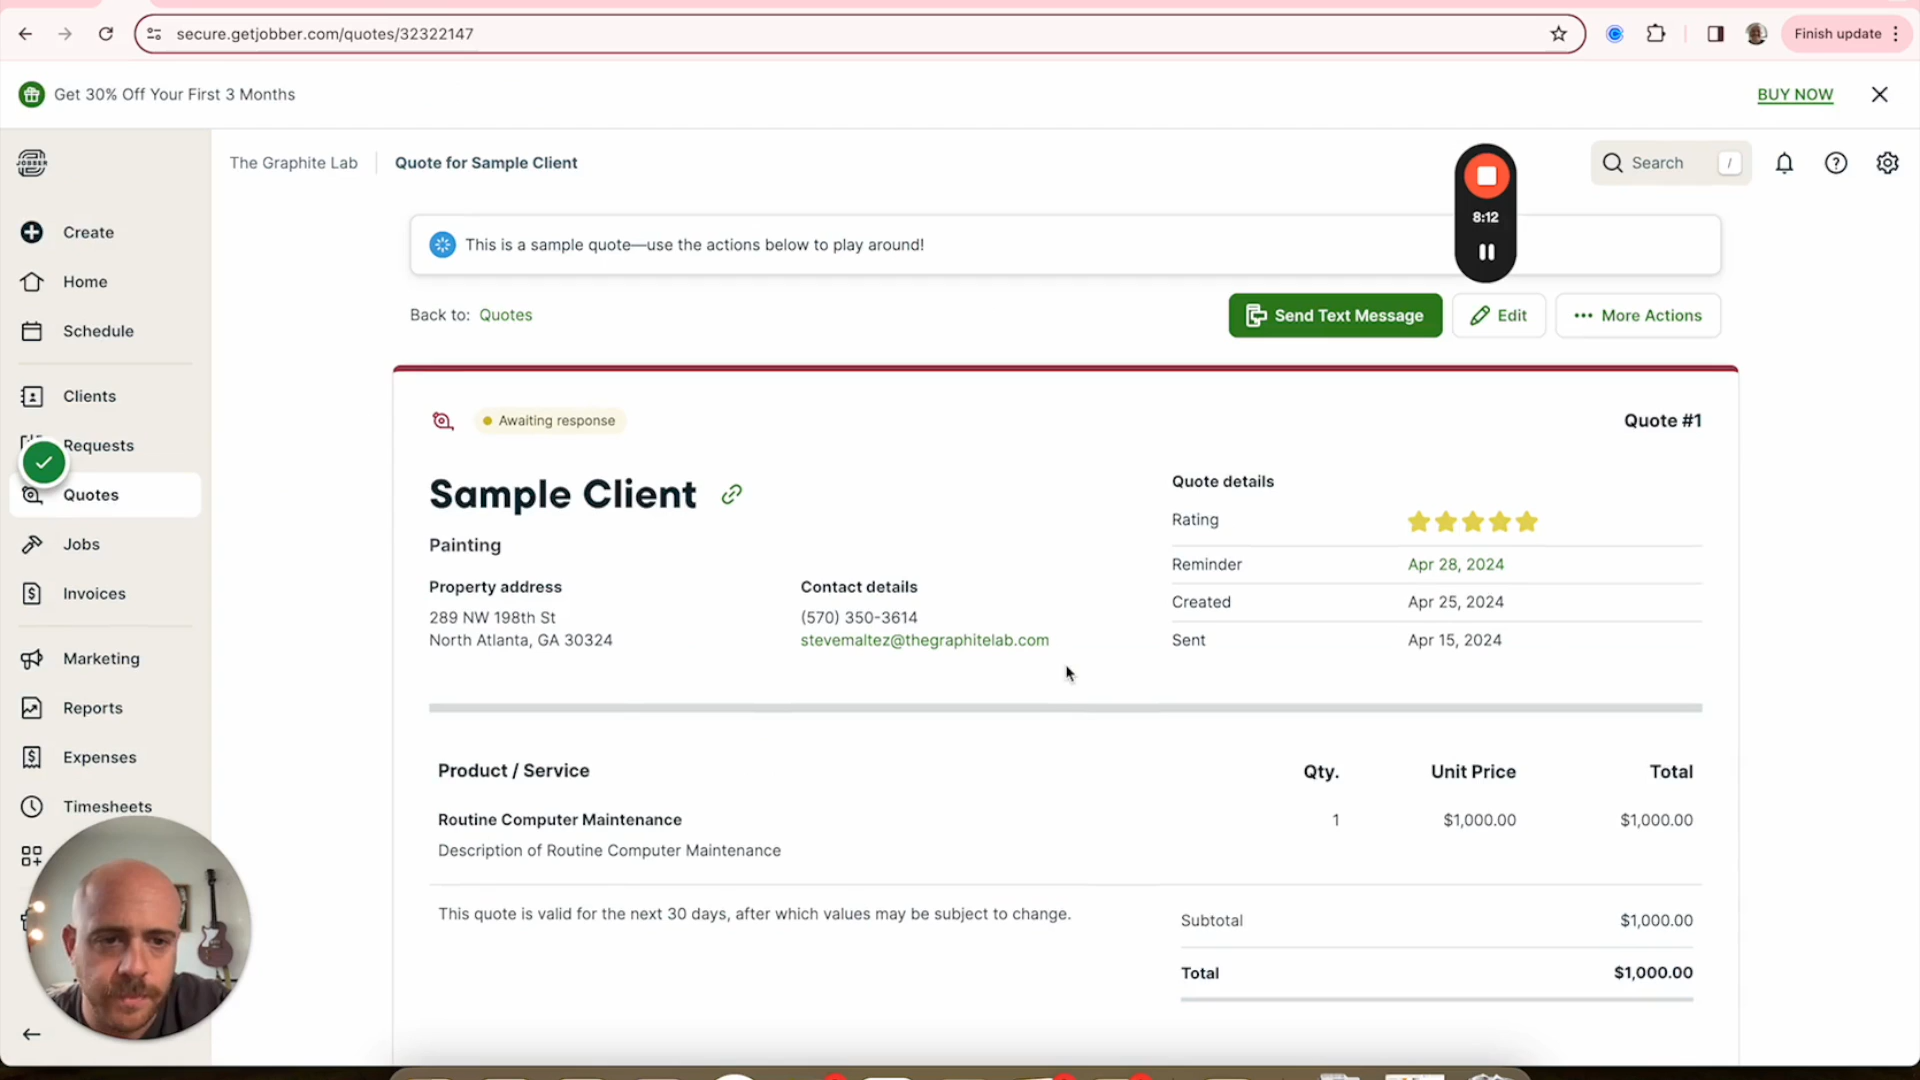 secure.getjobber.com/quotes/32322147
Finish update
Get 30% Off Your First 3 Months
BUY NOW
JOBBER
The Graphite Lab
Quote for Sample Client
Search /
8:12
Create
Home
Schedule
Clients
Requests
Quotes
Jobs
Invoices
Marketing
Reports
Expenses
Timesheets
This is a sample quote—use the actions below to play around!
Back to: Quotes
Send Text Message
Edit
More Actions
Awaiting response
Quote #1
Sample Client
Painting
Property address
289 NW 198th St
North Atlanta, GA 30324
Contact details
(570) 350-3614
stevemaltez@thegraphitelab.com
Quote details
Rating
Reminder Apr 28, 2024
Created Apr 25, 2024
Sent Apr 15, 2024
Product / Service Qty. Unit Price Total
Routine Computer Maintenance 1 $1,000.00 $1,000.00
Description of Routine Computer Maintenance
This quote is valid for the next 30 days, after which values may be subject to change.
Subtotal $1,000.00
Total $1,000.00